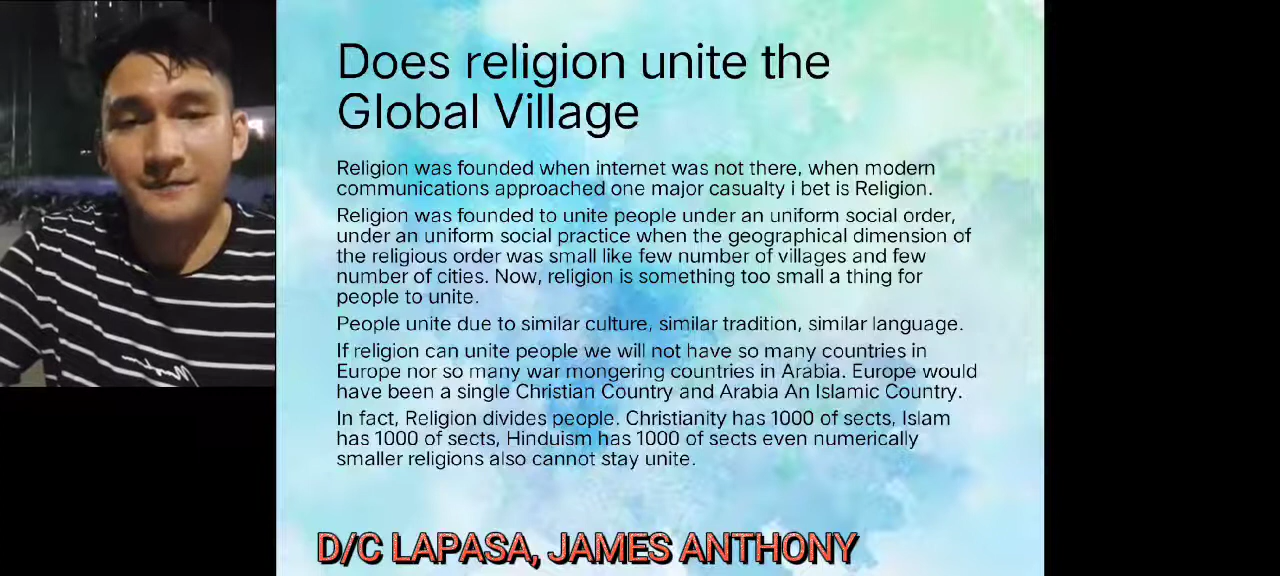 Does religion unite the
Global Village
Religion was founded when internet was not there, when modern
communications approached one major casualty i bet is Religion.
Religion was founded to unite people under an uniform social order,
under an uniform social practice when the geographical dimension of
the religious order was small like few number of villages and few
number of cities. Now, religion is something too small a thing for
people to unite.
People unite due to similar culture, similar tradition, similar language.
If religion can unite people we will not have so many countries in
Europe nor so many war mongering countries in Arabia. Europe would
have been a single Christian Country and Arabia An Islamic Country.
In fact, Religion divides people. Christianity has 1000 of sects, Islam
has 1000 of sects, Hinduism has 1000 of sects even numerically
smaller religions also cannot stay unite.
D/C LAPASA, JAMES ANTHONY